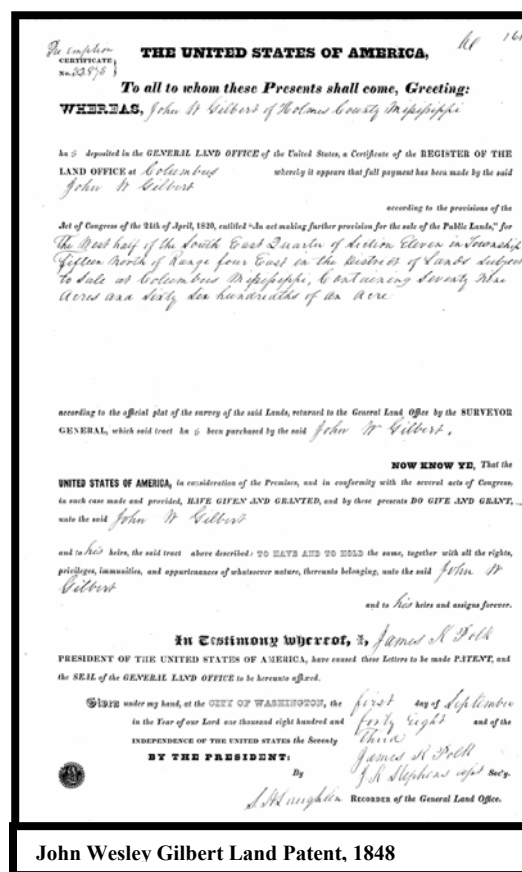 Pre emption
CERTIFICATE
No. 22,875
THE UNITED STATES OF AMERICA,
To all to whom these Presents shall come, Greeting:
WHEREAS, John W Gilbert of Holmes County Mississippi
ha s deposited in the GENERAL LAND OFFICE of the United States, a Certificate of the REGISTER OF THE
LAND OFFICE at Columbus whereby it appears that full payment has been made by the said
John W Gilbert
according to the provisions of the
Act of Congress of the 24th of April, 1820, entitled "An act making further provision for the sale of the Public Lands," for
The West half of the South East Quarter of Section Eleven in Township
fifteen North of Range four East in the District of Lands subject
to Sale at Columbus Mississippi, Containing Seventy Nine
Acres and Sixty Six hundredths of an Acre
according to the official plat of the survey of the said Lands, returned to the General Land Office by the SURVEYOR
GENERAL, which said tract ha s been purchased by the said John W Gilbert.
NOW KNOW YE, That the
UNITED STATES OF AMERICA, in consideration of the Premises, and in conformity with the several acts of Congress,
in such case made and provided, HAVE GIVEN AND GRANTED, and by these presents DO GIVE AND GRANT,
unto the said John W Gilbert
and to his heirs, the said tract above described: TO HAVE AND TO HOLD the same, together with all the rights,
privileges, immunities, and appurtenances of whatsoever nature, thereunto belonging, unto the said John W
Gilbert
and to his heirs and assigns forever.
In Testimony whereof, I, James K Polk
PRESIDENT OF THE UNITED STATES OF AMERICA, have caused these Letters to be made PATENT, and
the SEAL of the GENERAL LAND OFFICE to be hereunto affixed.
Given under my hand, at the CITY OF WASHINGTON, the first day of September
in the Year of our Lord one thousand eight hundred and forty eight and of the
INDEPENDENCE OF THE UNITED STATES the Seventy third
BY THE PRESIDENT: James K Polk
By J K Stephens asst Sec'y.
S H Laughlin RECORDER of the General Land Office.
John Wesley Gilbert Land Patent, 1848